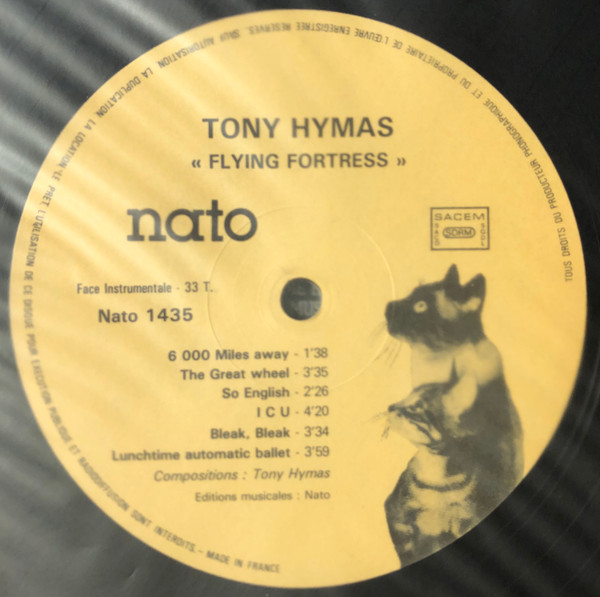 TONY HYMAS
« FLYING FORTRESS »
nato
SACEM
SACD
SDRM
SGDL
Face Instrumentale - 33 T.
Nato 1435
6 000 Miles away - 1'38
The Great wheel - 3'35
So English - 2'26
I C U - 4'20
Bleak, Bleak - 3'34
Lunchtime automatic ballet - 3'59
Compositions : Tony Hymas
Editions musicales : Nato
TOUS DROITS DU PRODUCTEUR PHONOGRAPHIQUE ET DU PROPRIETAIRE DE L'ŒUVRE ENREGISTREE RESERVES. SAUF AUTORISATION, LA DUPLICATION, LA LOCATION, LE PRET, L'UTILISATION DE CE DISQUE POUR EXECUTION PUBLIQUE ET RADIODIFFUSION SONT INTERDITS. - MADE IN FRANCE